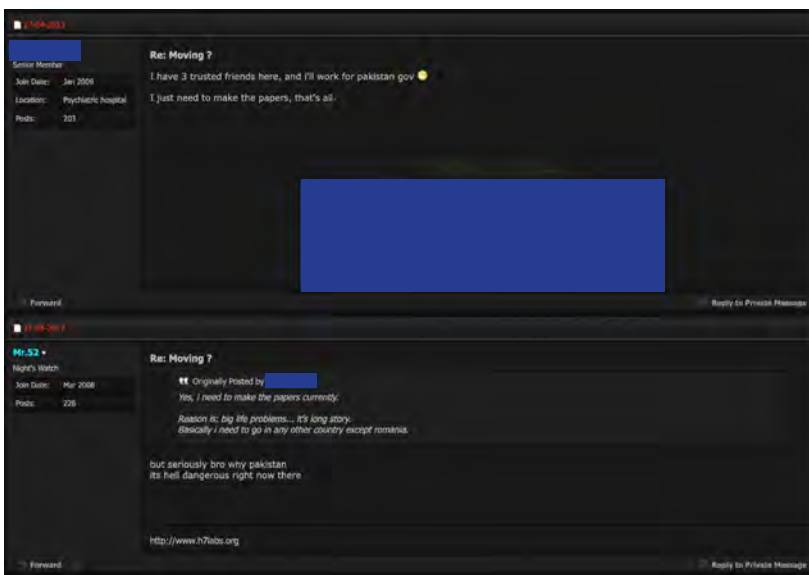 Senior Member
Join Date: Jan 2009
Location: Psychiatric hospital
Posts: 203
Re: Moving ?
I have 3 trusted friends here, and i'll work for pakistan gov
I just need to make the papers, that's all.
Forward
Reply to Private Message
Mr.52
Night's Watch
Join Date: Mar 2008
Posts: 226
Re: Moving ?
Originally Posted by
Yes, i need to make the papers currently.
Reason is; big life problems... it's long story.
Basically i need to go in any other country except romania.
but seriously bro why pakistan
its hell dangerous right now there
http://www.h7labs.org
Forward
Reply to Private Message